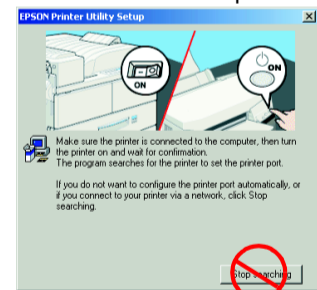 EPSON Printer Utility Setup
ON
ON
Make sure the printer is connected to the computer, then turn
the printer on and wait for confirmation.
The program searches for the printer to set the printer port.
If you do not want to configure the printer port automatically, or
if you connect to your printer via a network, click Stop
searching.
Stop searching